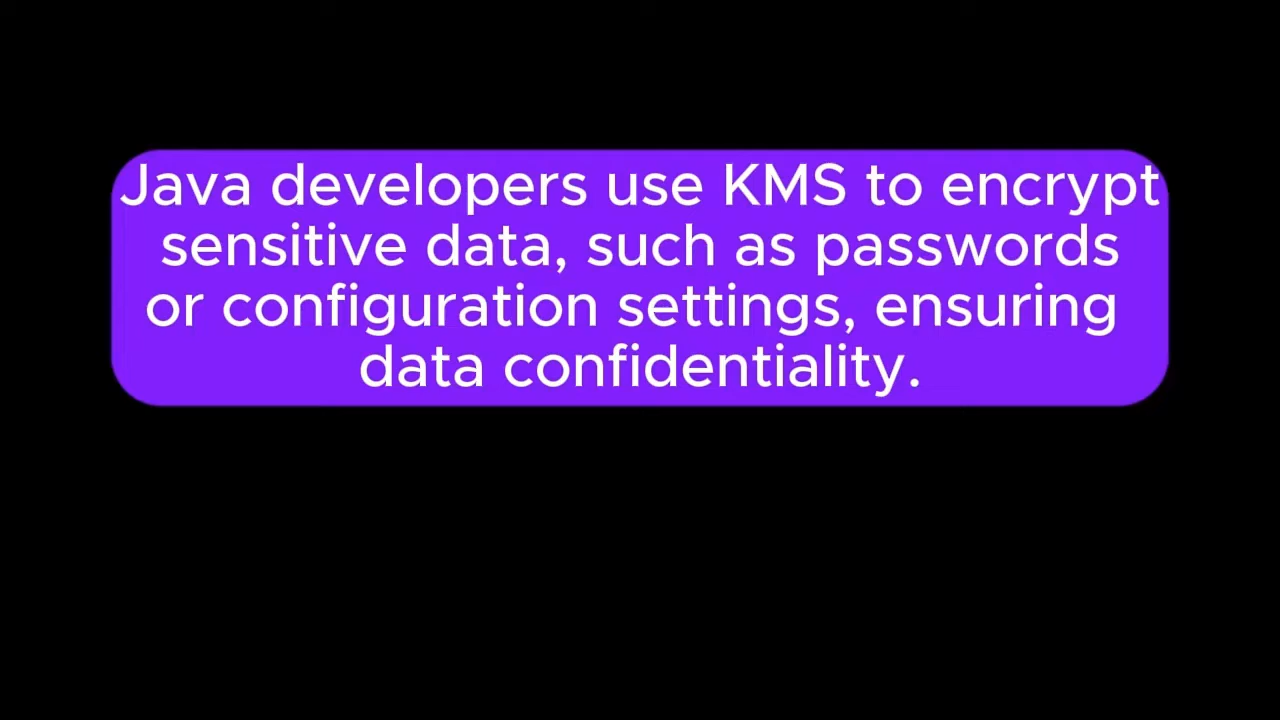 Java developers use KMS to encrypt
sensitive data, such as passwords
or configuration settings, ensuring
data confidentiality.